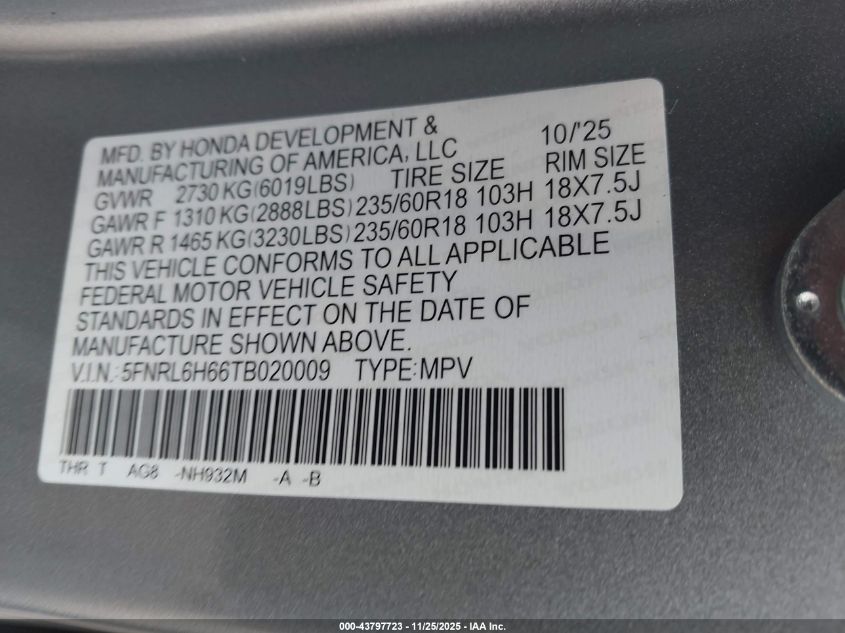 MFD. BY HONDA DEVELOPMENT &
MANUFACTURING OF AMERICA, LLC 10/'25
GVWR 2730 KG(6019LBS) TIRE SIZE RIM SIZE
GAWR F 1310 KG(2888LBS) 235/60R18 103H 18X7.5J
GAWR R 1465 KG(3230LBS) 235/60R18 103H 18X7.5J
THIS VEHICLE CONFORMS TO ALL APPLICABLE
FEDERAL MOTOR VEHICLE SAFETY
STANDARDS IN EFFECT ON THE DATE OF
MANUFACTURE SHOWN ABOVE.
V.I.N.: 5FNRL6H66TB020009 TYPE:MPV
THR T AG8 -NH932M -A -B
000-43797723 - 11/25/2025 - IAA Inc.